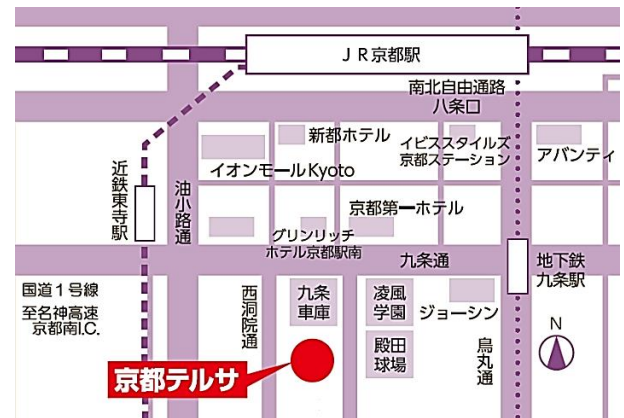 JR京都駅
南北自由通路
八条口
新都ホテル
イビススタイルズ
京都ステーション
アバンティ
イオンモールKyoto
近鉄東寺駅
油小路通
京都第一ホテル
グリンリッチ
ホテル京都駅南
九条通
地下鉄
九条駅
国道1号線
至名神高速
京都南I.C.
西洞院通
九条
車庫
凌風
学園
ジョーシン
殿田
球場
烏丸通
N
京都テルサ